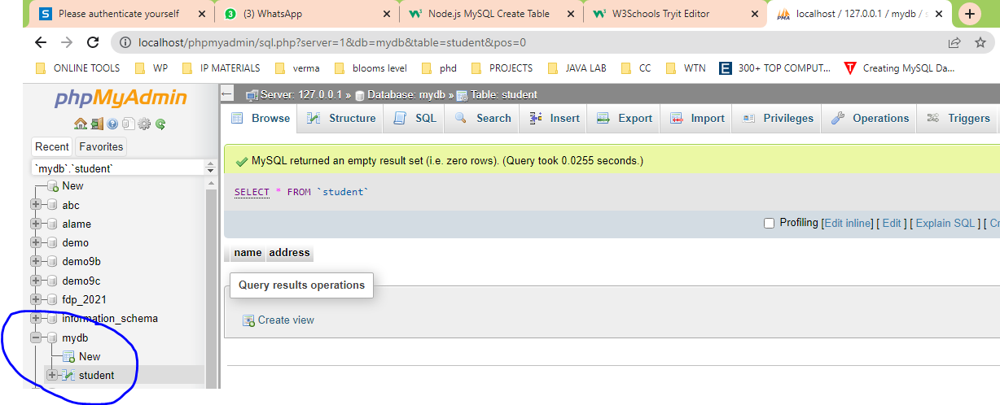 Please authenticate yourself
(3) WhatsApp
Node.js MySQL Create Table
W3Schools Tryit Editor
localhost / 127.0.0.1 / mydb / s
localhost/phpmyadmin/sql.php?server=1&db=mydb&table=student&pos=0
ONLINE TOOLS WP IP MATERIALS verma blooms level phd PROJECTS JAVA LAB CC WTN 300+ TOP COMPUT... Creating MySQL Da...
phpMyAdmin
Recent Favorites
`mydb`.`student`
New
abc
alame
demo
demo9b
demo9c
fdp_2021
information_schema
mydb
New
student
Server: 127.0.0.1 » Database: mydb » Table: student
Browse Structure SQL Search Insert Export Import Privileges Operations Triggers
MySQL returned an empty result set (i.e. zero rows). (Query took 0.0255 seconds.)
SELECT * FROM `student`
Profiling [Edit inline] [ Edit ] [ Explain SQL ] [ Cr
name address
Query results operations
Create view